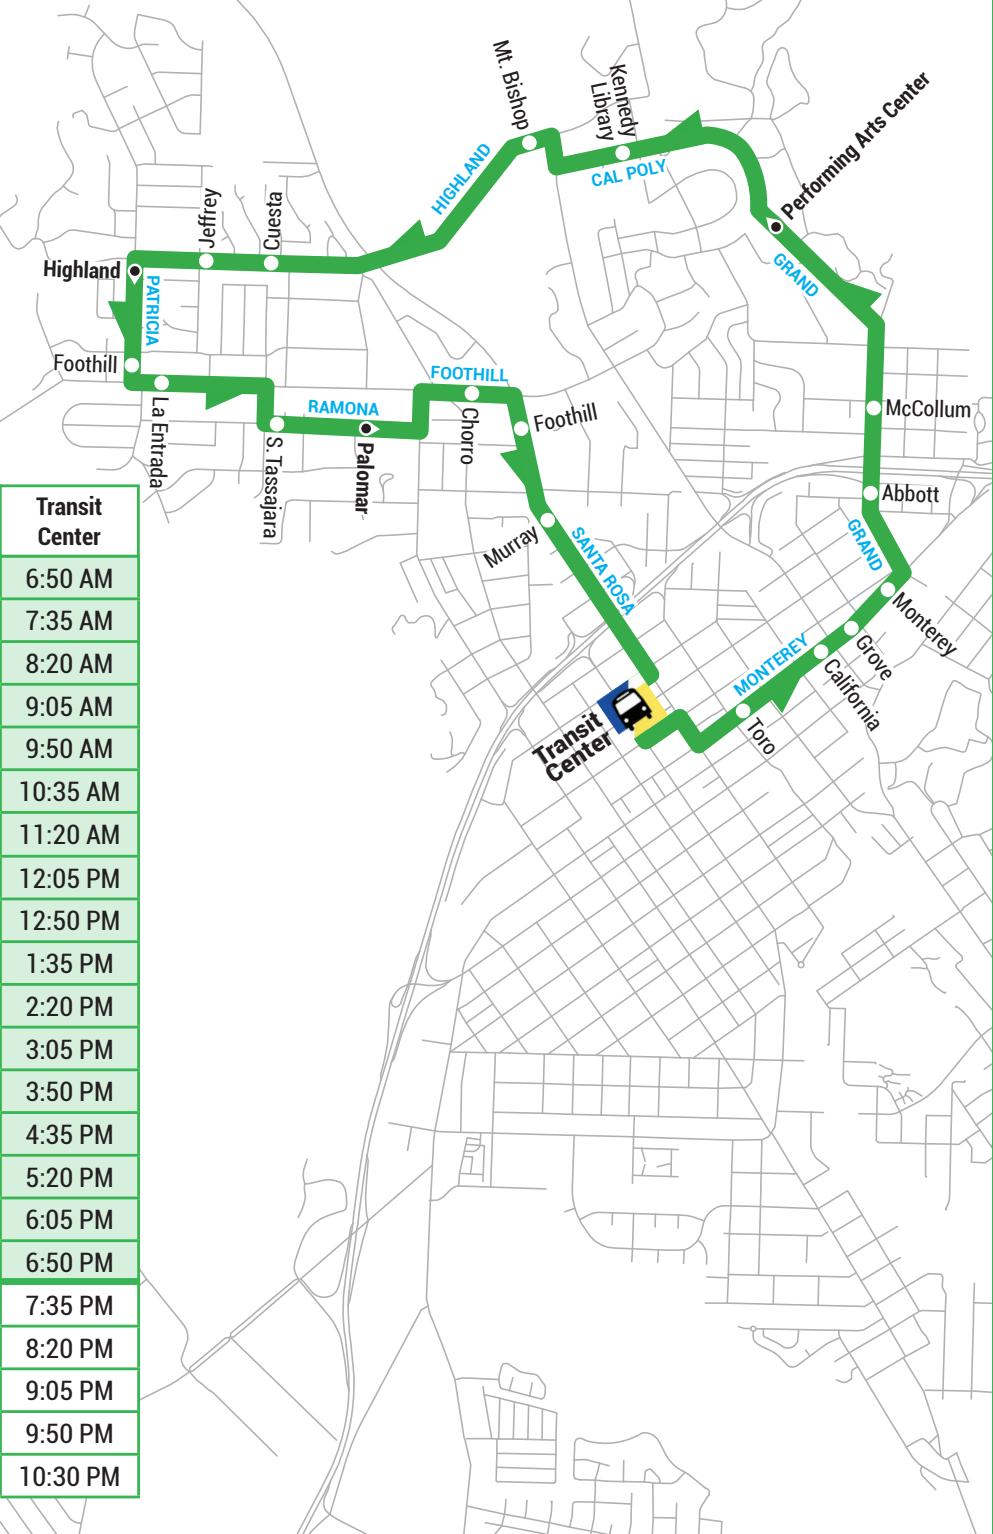 Mt. Bishop
Kennedy
Library
Performing Arts Center
HIGHLAND
CAL POLY
Jeffrey
Cuesta
GRAND
Highland
PATRICIA
Foothill
FOOTHILL
RAMONA
La Entrada
S. Tassajara
Palomar
Chorro
Foothill
McCollum
Abbott
GRAND
Murray
SANTA ROSA
Monterey
Grove
California
MONTEREY
Toro
Transit
Center
Transit
Center
6:50 AM
7:35 AM
8:20 AM
9:05 AM
9:50 AM
10:35 AM
11:20 AM
12:05 PM
12:50 PM
1:35 PM
2:20 PM
3:05 PM
3:50 PM
4:35 PM
5:20 PM
6:05 PM
6:50 PM
7:35 PM
8:20 PM
9:05 PM
9:50 PM
10:30 PM